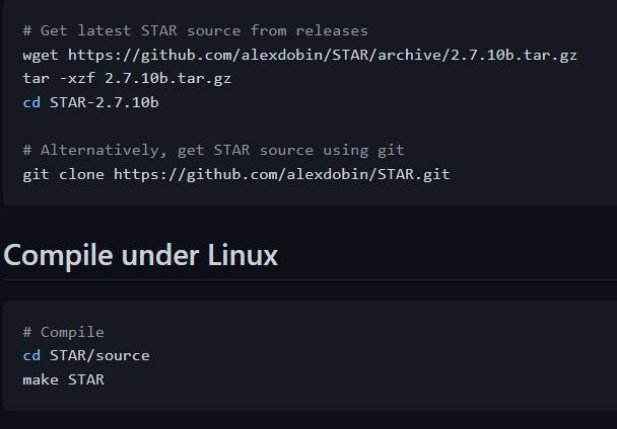 # Get latest STAR source from releases
wget https://github.com/alexdobin/STAR/archive/2.7.10b.tar.gz
tar -xzf 2.7.10b.tar.gz
cd STAR-2.7.10b
# Alternatively, get STAR source using git
git clone https://github.com/alexdobin/STAR.git
Compile under Linux
# Compile
cd STAR/source
make STAR